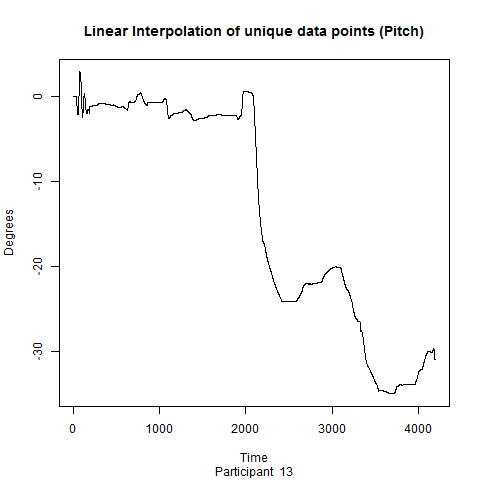 Linear Interpolation of unique data points (Pitch)
0
-10
-20
-30
Degrees
0 1000 2000 3000 4000
Time
Participant 13